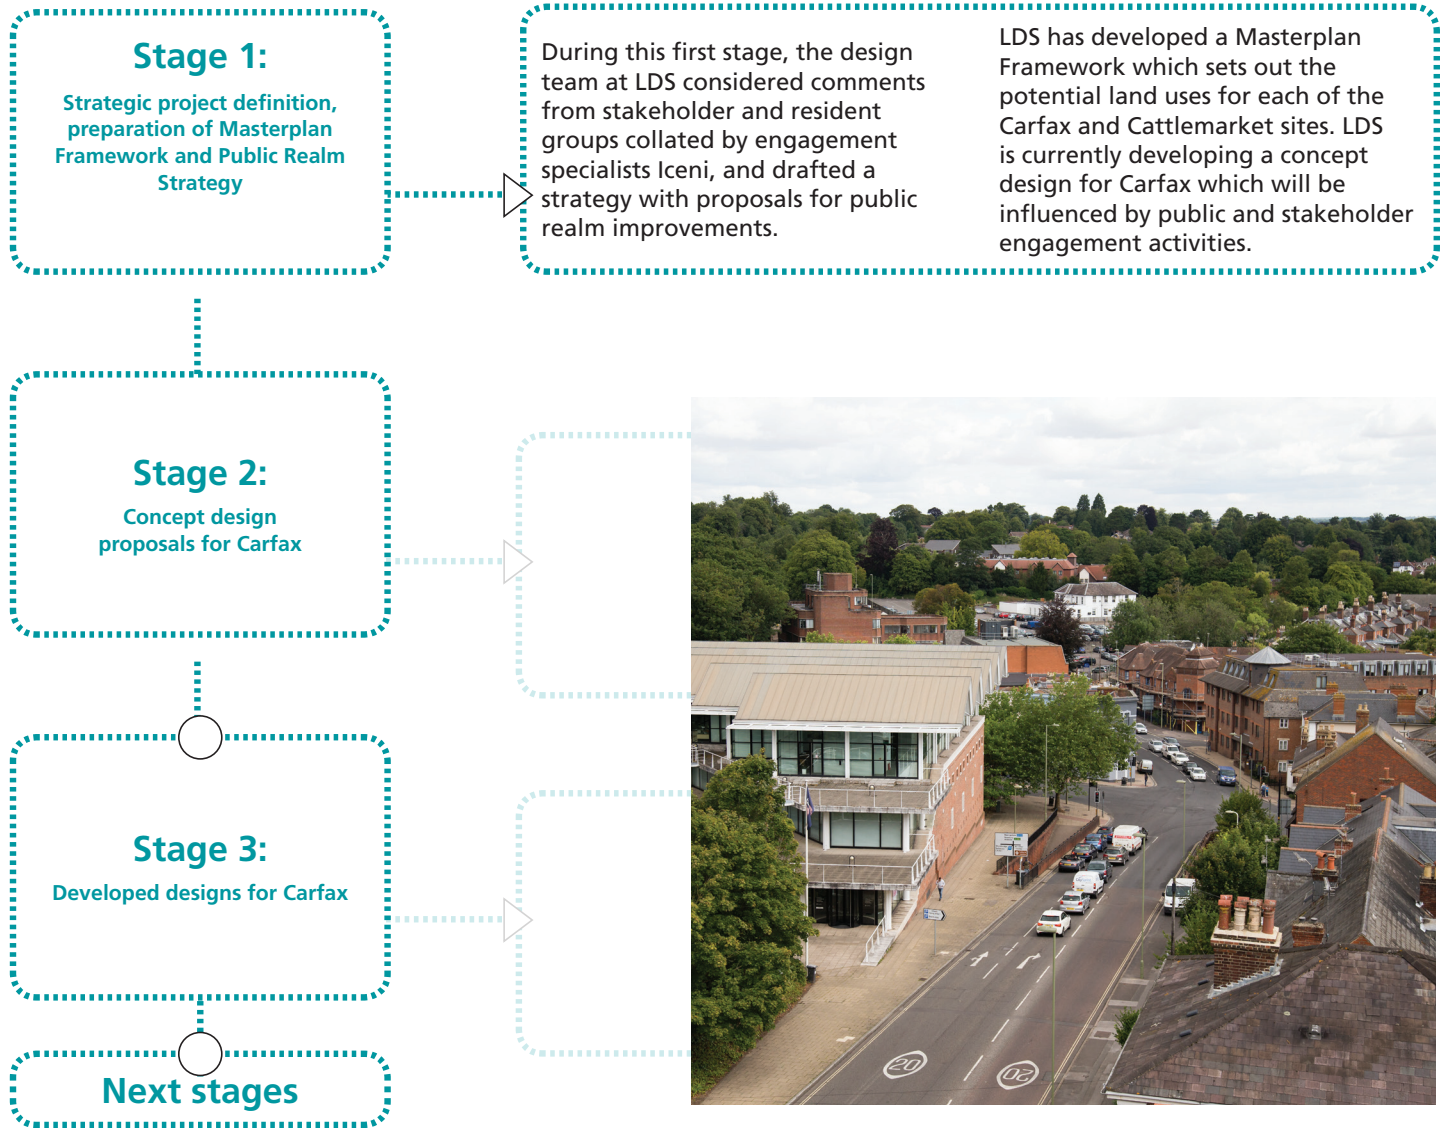 Stage 1:
Strategic project definition,
preparation of Masterplan
Framework and Public Realm
Strategy
During this first stage, the design
team at LDS considered comments
from stakeholder and resident
groups collated by engagement
specialists Iceni, and drafted a
strategy with proposals for public
realm improvements.
LDS has developed a Masterplan
Framework which sets out the
potential land uses for each of the
Carfax and Cattlemarket sites. LDS
is currently developing a concept
design for Carfax which will be
influenced by public and stakeholder
engagement activities.
Stage 2:
Concept design
proposals for Carfax
Stage 3:
Developed designs for Carfax
Next stages
20
20